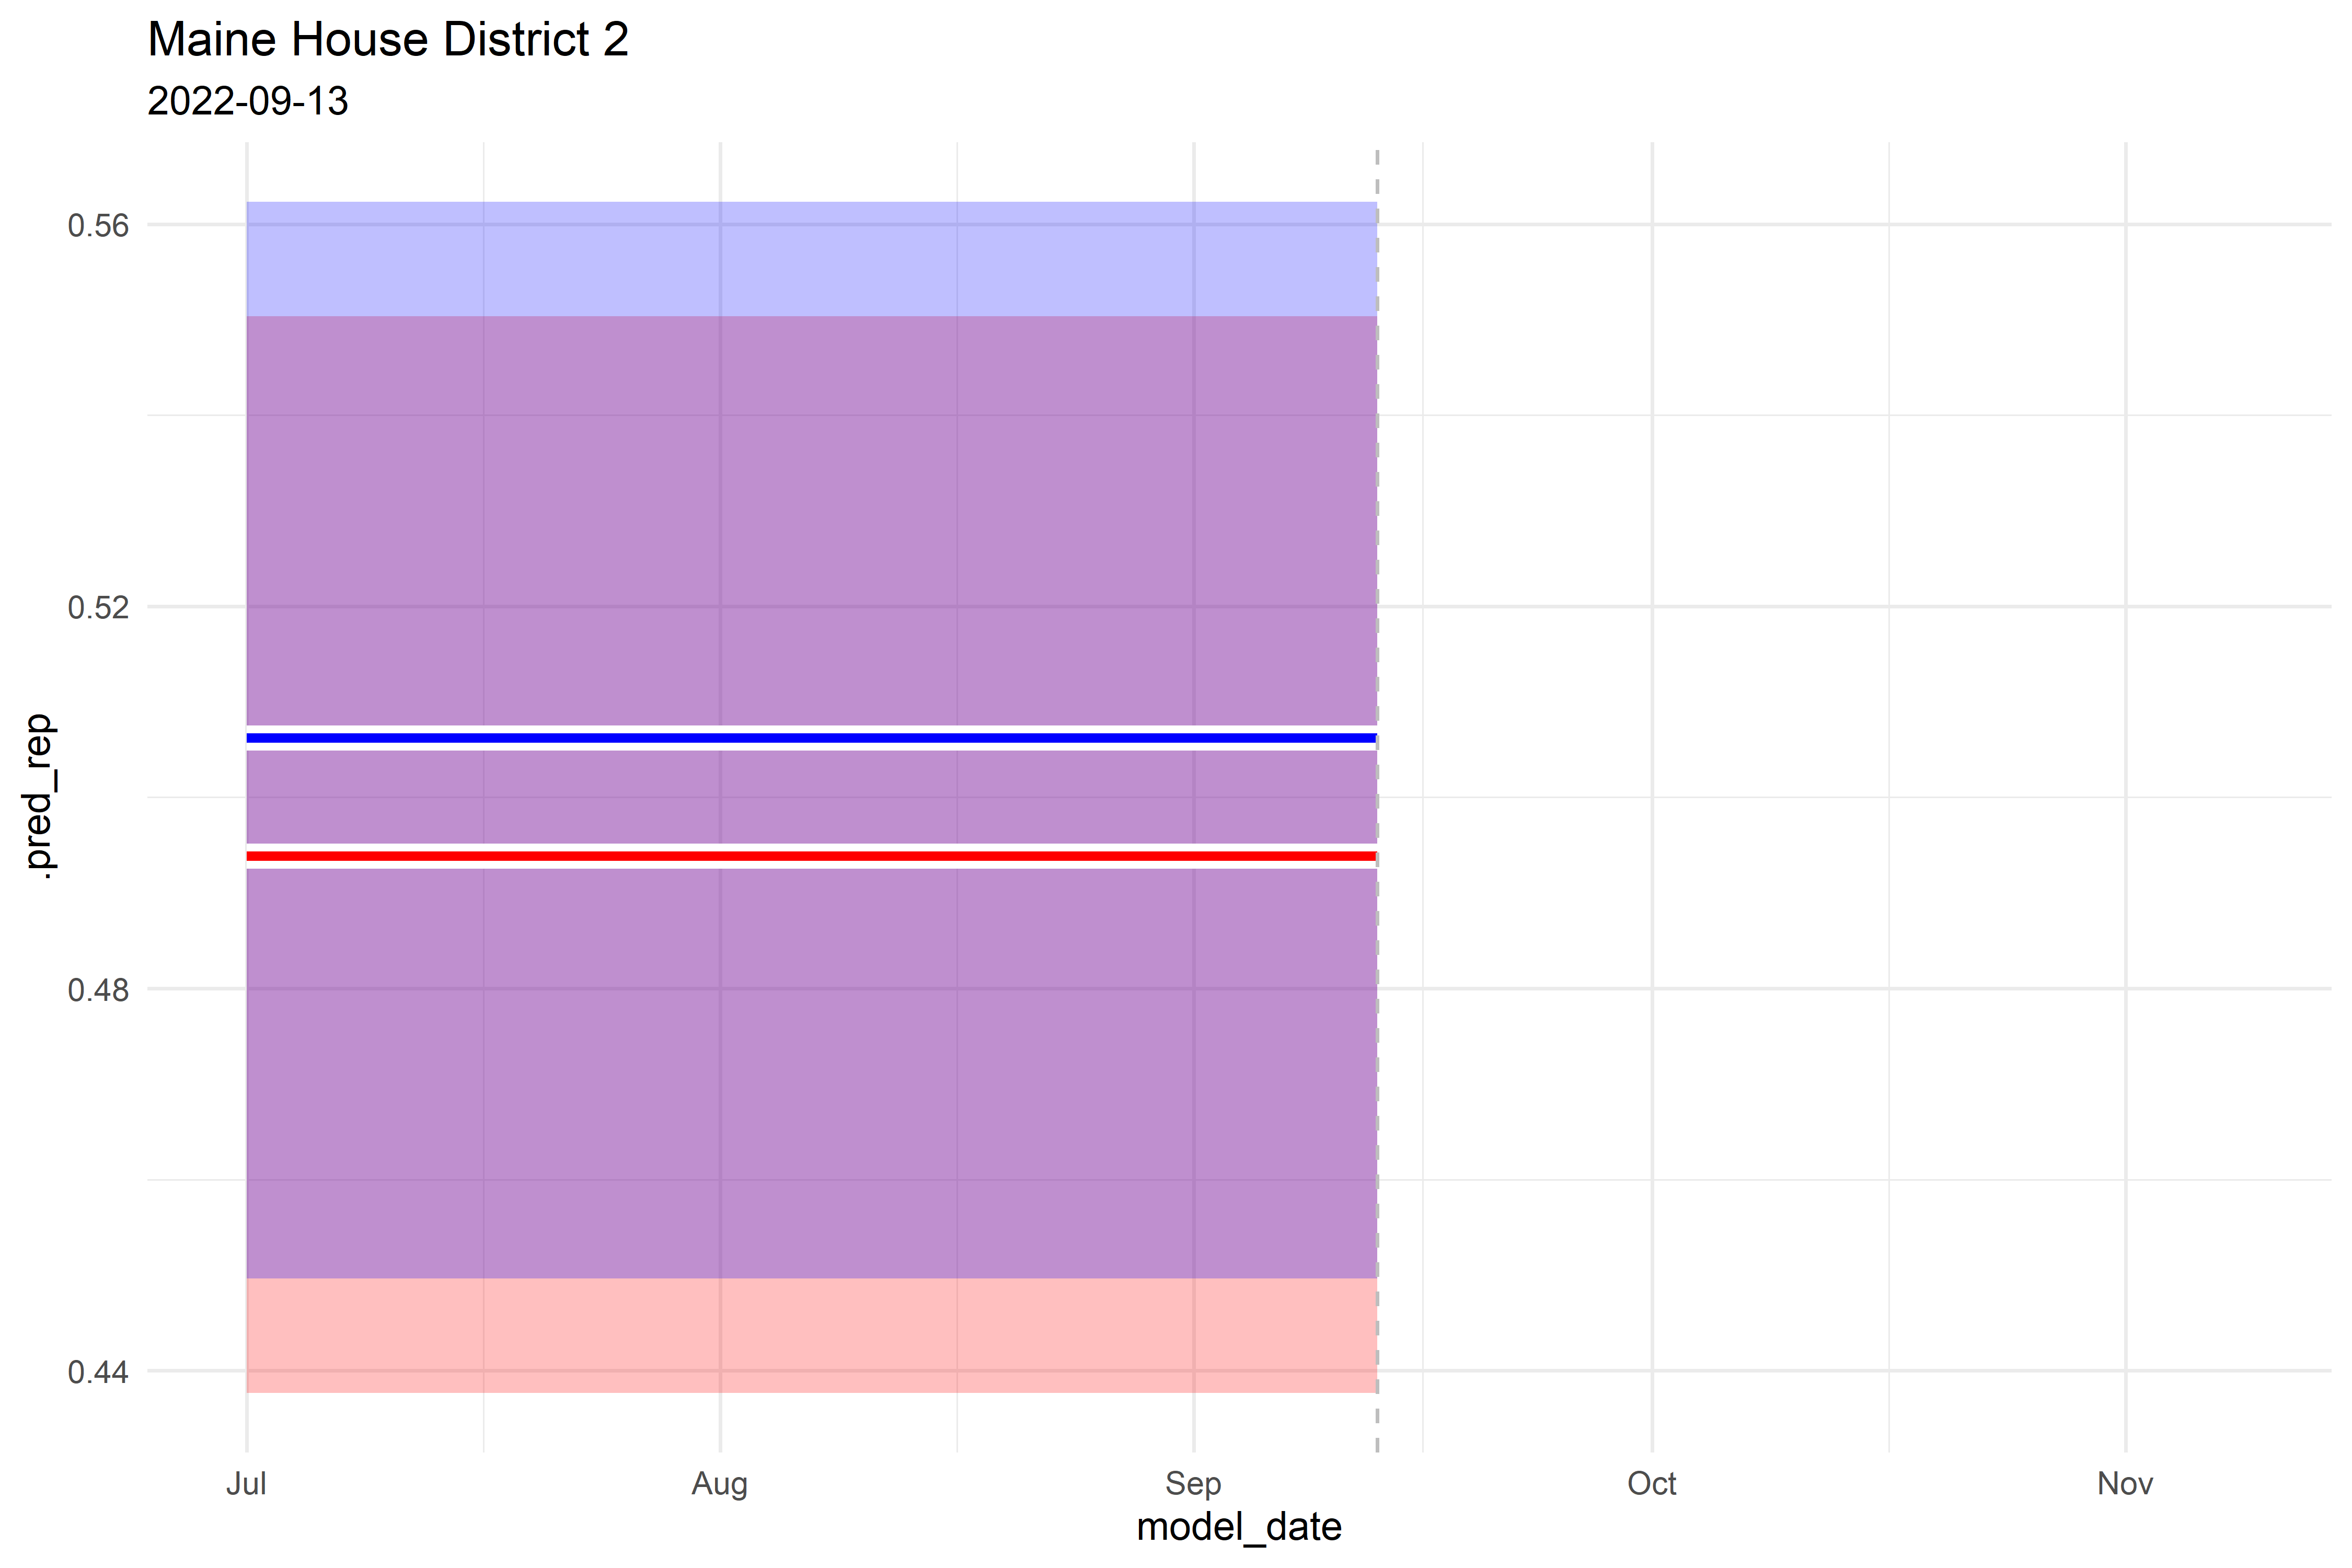 Maine House District 2
2022-09-13
.pred_rep
0.56
0.52
0.48
0.44
Jul Aug Sep Oct Nov
model_date